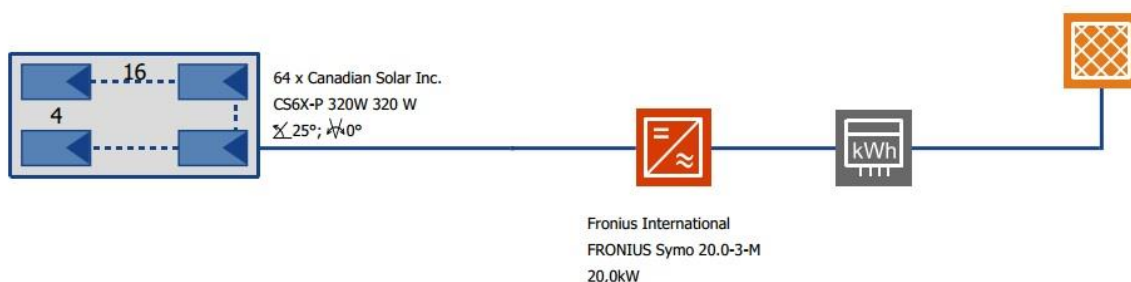 16
4
64 x Canadian Solar Inc.
CS6X-P 320W 320 W
25°; 0°
kWh
Fronius International
FRONIUS Symo 20.0-3-M
20,0kW